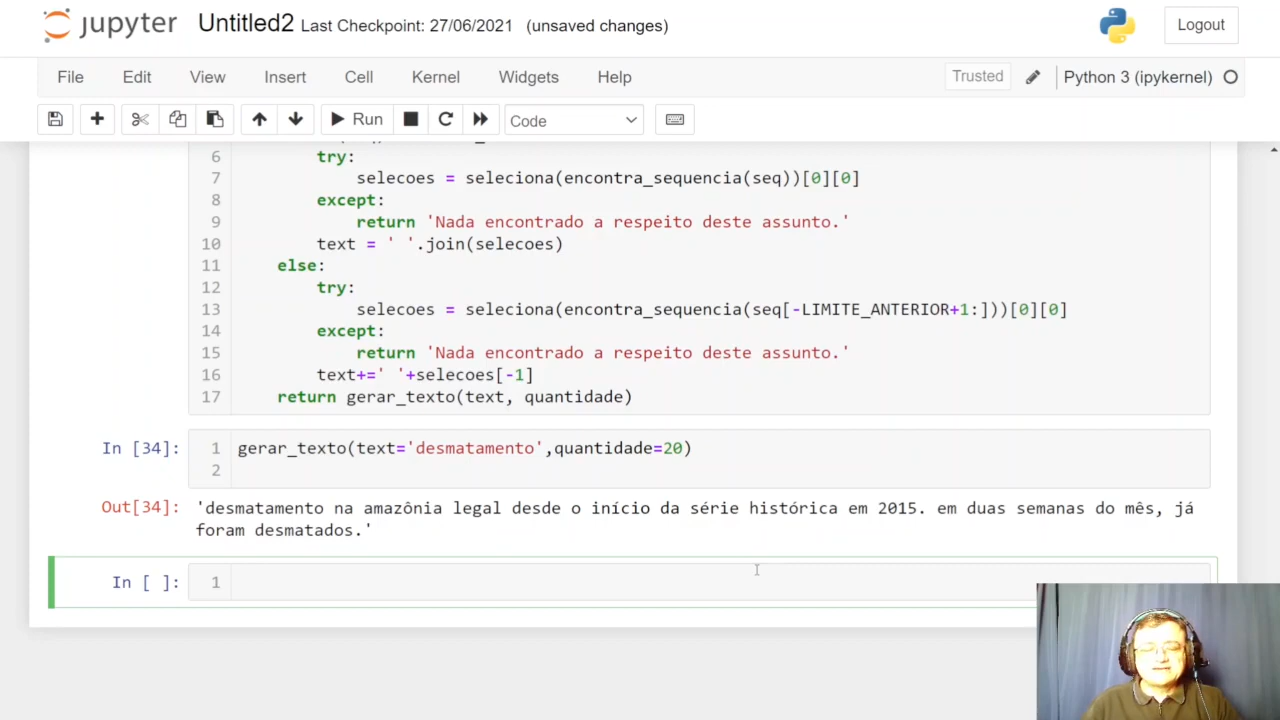 jupyter Untitled2 Last Checkpoint: 27/06/2021 (unsaved changes) Logout
File Edit View Insert Cell Kernel Widgets Help Trusted Python 3 (ipykernel)
Run Code
6 try:
7 selecoes = seleciona(encontra_sequencia(seq))[0][0]
8 except:
9 return 'Nada encontrado a respeito deste assunto.'
10 text = ' '.join(selecoes)
11 else:
12 try:
13 selecoes = seleciona(encontra_sequencia(seq[-LIMITE_ANTERIOR+1:]))[0][0]
14 except:
15 return 'Nada encontrado a respeito deste assunto.'
16 text+=' '+selecoes[-1]
17 return gerar_texto(text, quantidade)
In [34]: 1 gerar_texto(text='desmatamento',quantidade=20)
2
Out[34]: 'desmatamento na amazônia legal desde o início da série histórica em 2015. em duas semanas do mês, já
foram desmatados.'
In [ ]: 1